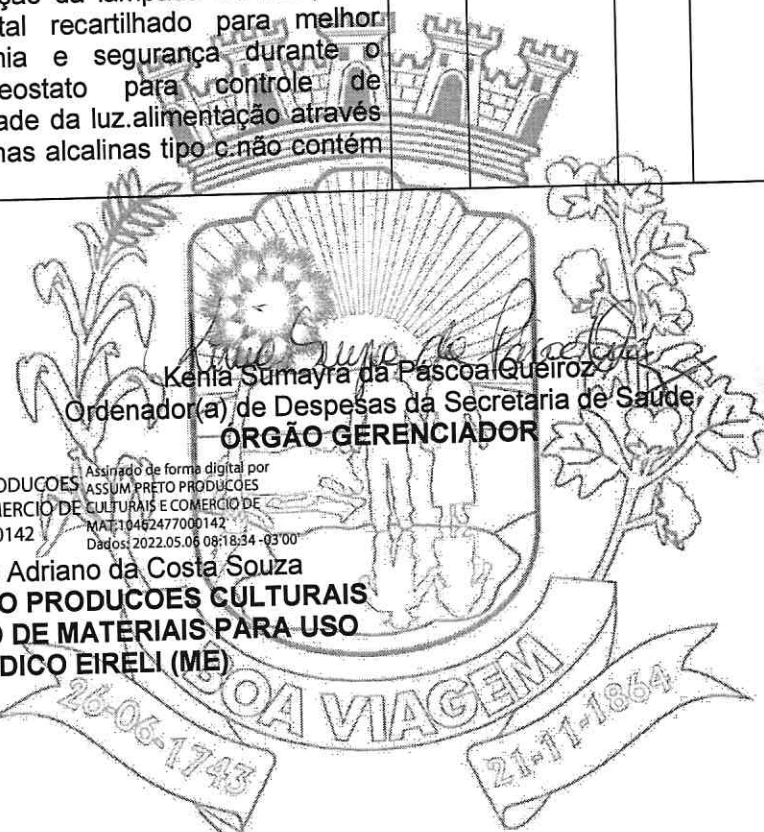 ção da lâmpada
tal recartilhado para melhor
nia e segurança durante o
eostato para controle de
ade da luz.alimentação através
has alcalinas tipo c.não contém
Kenia Sumayra da Pascoa Queiroz
Ordenador(a) de Despesas da Secretaria de Saúde
ÓRGÃO GERENCIADOR
ODUCOES
MERCIO DE
0142
Assinado de forma digital por
ASSUM PRETO PRODUCOES
CULTURAIS E COMERCIO DE
MAT:10462477000142
Dados: 2022.05.06 08:18:34 -03'00'
Adriano da Costa Souza
O PRODUCOES CULTURAIS
O DE MATERIAIS PARA USO
DICO EIRELI (ME)
BOA VIAGEM
26-06-1743
21-11-1864